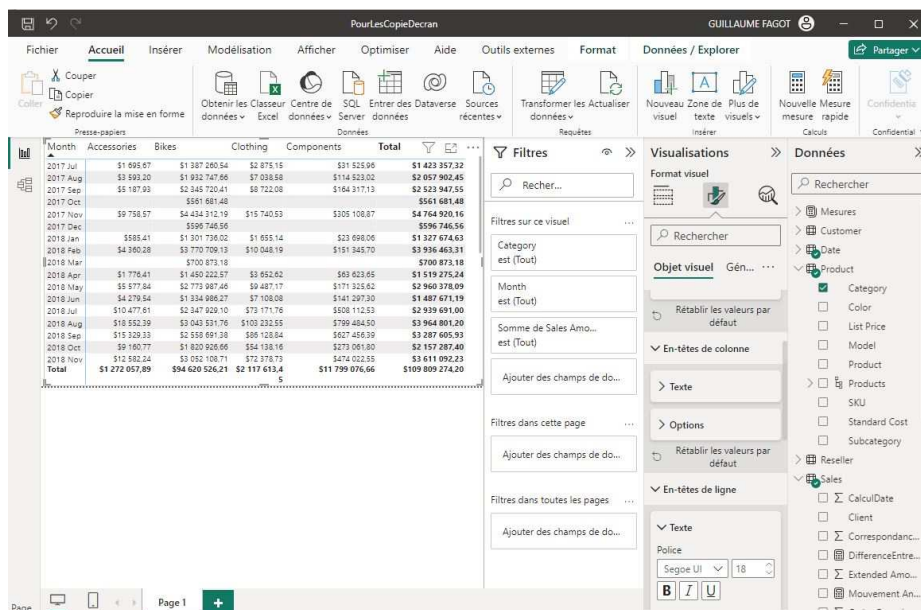 PourLesCopieDecran
GUILLAUME FAGOT
Fichier Accueil Insérer Modélisation Afficher Optimiser Aide Outils externes Format Données / Explorer Partager
Coller
Couper
Copier
Reproduire la mise en forme
Obtenir les données
Classeur Excel
Centre de données
SQL Server
Entrer des données
Dataverse
Sources récentes
Transformer les données
Actualiser
Nouveau visuel
Zone de texte
Plus de visuels
Nouvelle mesure
Mesure rapide
Presse-papiers Données Requêtes Insérer Calculs
Month Accessories Bikes Clothing Components Total
2017 Jul $1 695,67 $1 387 260,54 $2 875,15 $31 525,96 $1 423 357,32
2017 Aug $3 593,20 $1 932 747,66 $7 038,58 $114 523,02 $2 057 902,45
2017 Sep $5 187,93 $2 345 720,41 $8 722,08 $164 317,13 $2 523 947,55
2017 Oct $561 681,48 $561 681,48
2017 Nov $9 758,57 $4 434 312,19 $15 740,53 $305 108,87 $4 764 920,16
2017 Dec $596 746,56 $596 746,56
2018 Jan $585,41 $1 301 736,02 $1 655,14 $23 698,06 $1 327 674,63
2018 Feb $4 360,28 $3 770 709,13 $10 048,19 $151 345,70 $3 936 463,31
2018 Mar $700 873,18 $700 873,18
2018 Apr $1 776,41 $1 450 222,57 $3 652,62 $63 623,65 $1 519 275,24
2018 May $5 577,84 $2 773 987,46 $9 487,17 $171 325,62 $2 960 378,09
2018 Jun $4 279,54 $1 334 986,27 $7 108,08 $141 297,30 $1 487 671,19
2018 Jul $10 477,61 $2 347 929,10 $73 171,76 $508 112,53 $2 939 691,00
2018 Aug $18 552,39 $3 043 531,76 $103 232,55 $799 484,50 $3 964 801,20
2018 Sep $15 329,33 $2 558 691,38 $86 128,84 $627 456,39 $3 287 605,93
2018 Oct $9 160,77 $1 820 926,66 $54 138,16 $273 061,80 $2 157 287,40
2018 Nov $12 582,24 $3 052 108,71 $72 378,73 $474 022,55 $3 611 092,23
Total $1 272 057,89 $94 620 526,21 $2 117 613,4 $11 799 076,66 $109 809 274,20
5
Filtres
Recher...
Filtres sur ce visuel ...
Category
est (Tout)
Month
est (Tout)
Somme de Sales Amo...
est (Tout)
Ajouter des champs de do...
Filtres dans cette page ...
Ajouter des champs de do...
Filtres dans toutes les pages ...
Ajouter des champs de do...
Visualisations
Format visuel
Rechercher
Objet visuel Gén... ...
Rétablir les valeurs par
défaut
En-têtes de colonne
Texte
Options
Rétablir les valeurs par
défaut
En-têtes de ligne
Texte
Police
Segoe UI 18
B I U
Données
Rechercher
Mesures
Customer
Date
Product
Category
Color
List Price
Model
Product
Products
SKU
Standard Cost
Subcategory
Reseller
Sales
CalculDate
Client
Correspondanc...
DifferenceEntre...
Extended Amo...
Mouvement An...
Page 1